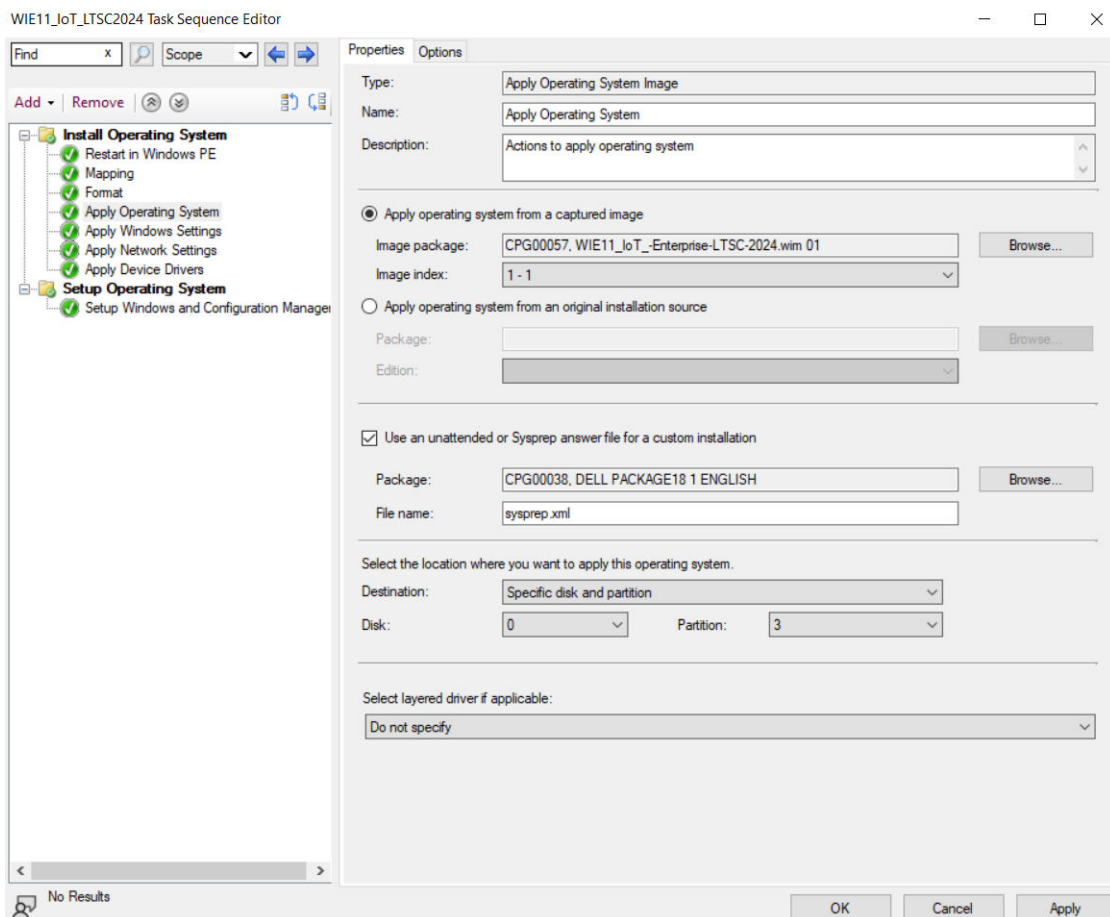 WIE11_IoT_LTSC2024 Task Sequence Editor
Find x Scope
Add Remove
Install Operating System
Restart in Windows PE
Mapping
Format
Apply Operating System
Apply Windows Settings
Apply Network Settings
Apply Device Drivers
Setup Operating System
Setup Windows and Configuration Manager
No Results
Properties Options
Type: Apply Operating System Image
Name: Apply Operating System
Description: Actions to apply operating system
Apply operating system from a captured image
Image package: CPG00057, WIE11_IoT_-Enterprise-LTSC-2024.wim 01 Browse...
Image index: 1 - 1
Apply operating system from an original installation source
Package: Browse...
Edition:
Use an unattended or Sysprep answer file for a custom installation
Package: CPG00038, DELL PACKAGE18 1 ENGLISH Browse...
File name: sysprep.xml
Select the location where you want to apply this operating system.
Destination: Specific disk and partition
Disk: 0 Partition: 3
Select layered driver if applicable:
Do not specify
OK Cancel Apply